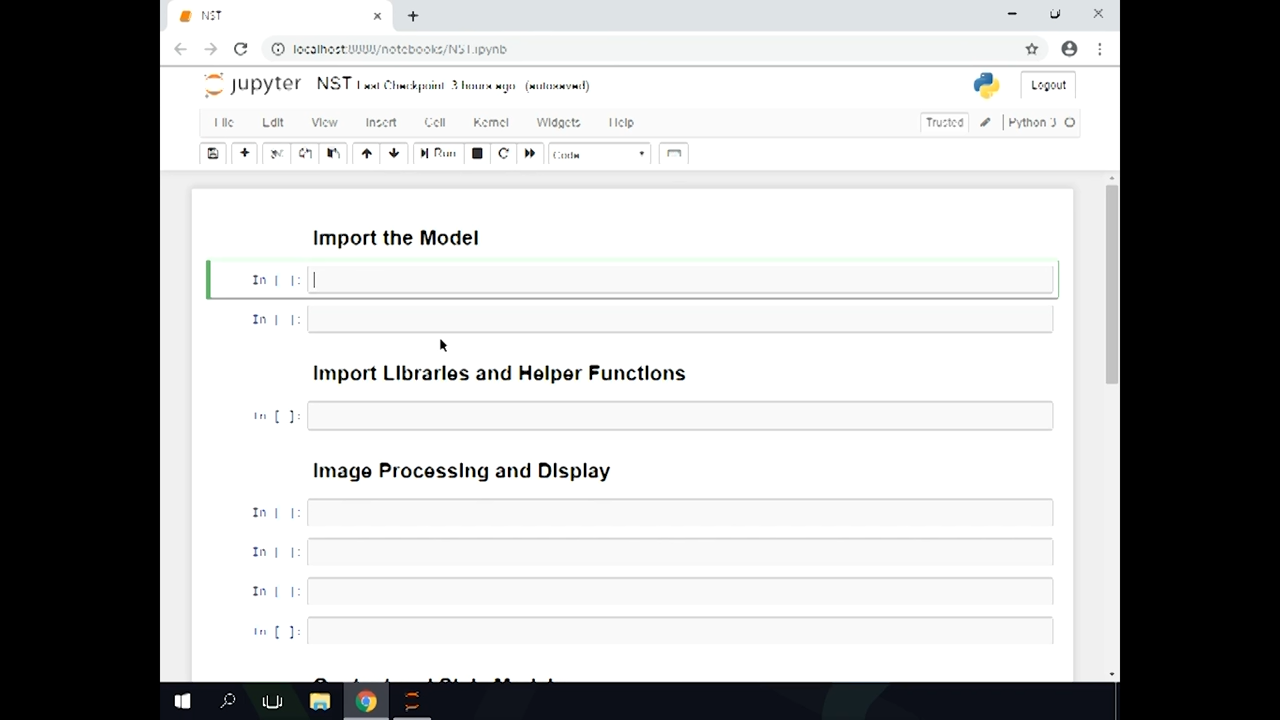 NST
localhost:8888/notebooks/NST.ipynb
jupyter NST Last Checkpoint: 3 hours ago (autosaved)
Logout
File Edit View Insert Cell Kernel Widgets Help
Trusted Python 3
Run Code
Import the Model
In [ ]:
In [ ]:
Import Libraries and Helper Functions
In [ ]:
Image Processing and Display
In [ ]:
In [ ]:
In [ ]:
In [ ]: